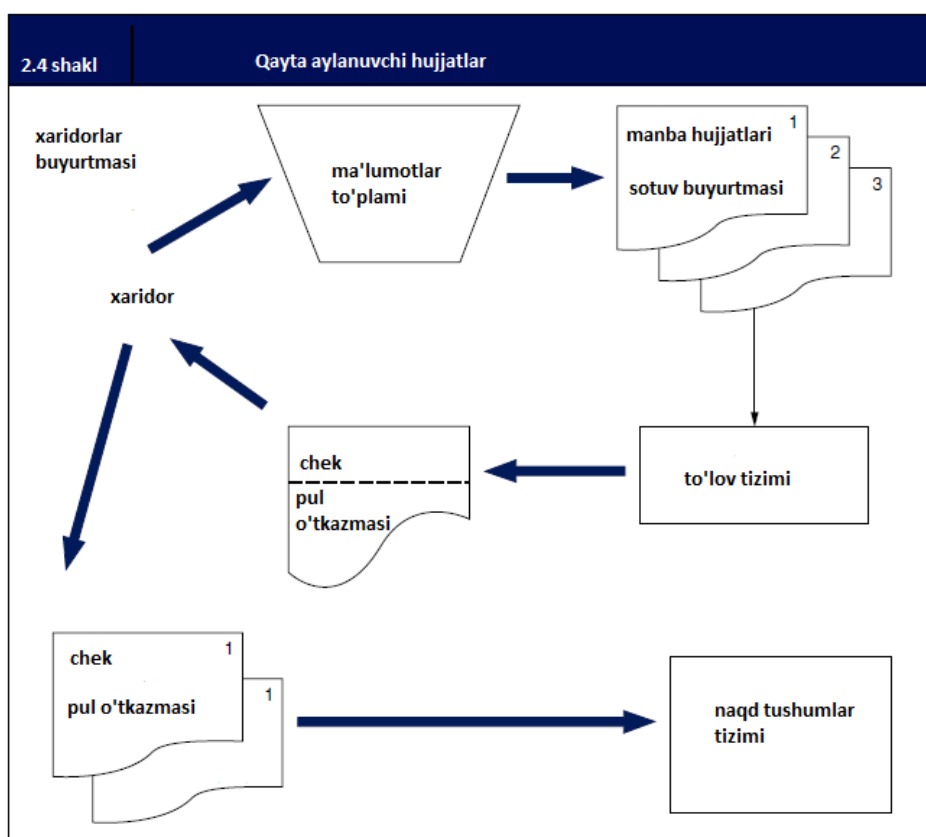 2.4 shakl
Qayta aylanuvchi hujjatlar
xaridorlar
buyurtmasi
ma'lumotlar
to'plami
manba hujjatlari
1
sotuv buyurtmasi
2
3
xaridor
chek
pul
o'tkazmasi
to'lov tizimi
chek
1
pul o'tkazmasi
1
naqd tushumlar
tizimi